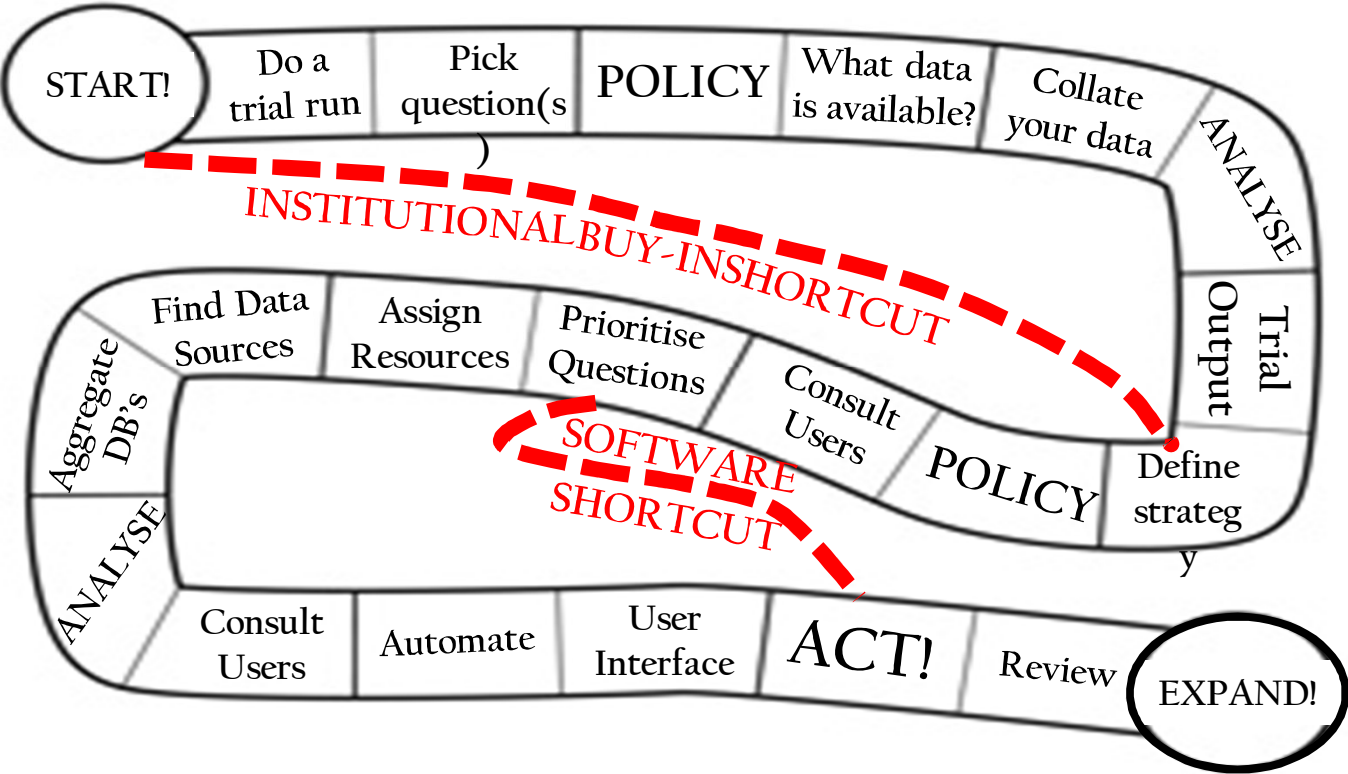 START!
Do a
trial run
Pick
question(s
)
POLICY
What data
is available?
Collate
your data
ANALYSE
Trial
Output
INSTITUTIONALBUY-INSHORTCUT
Define
strateg
y
POLICY
Consult
Users
Prioritise
Questions
Assign
Resources
Find Data
Sources
Aggregate
DB's
ANALYSE
SOFTWARE
SHORTCUT
Consult
Users
Automate
User
Interface
ACT!
Review
EXPAND!